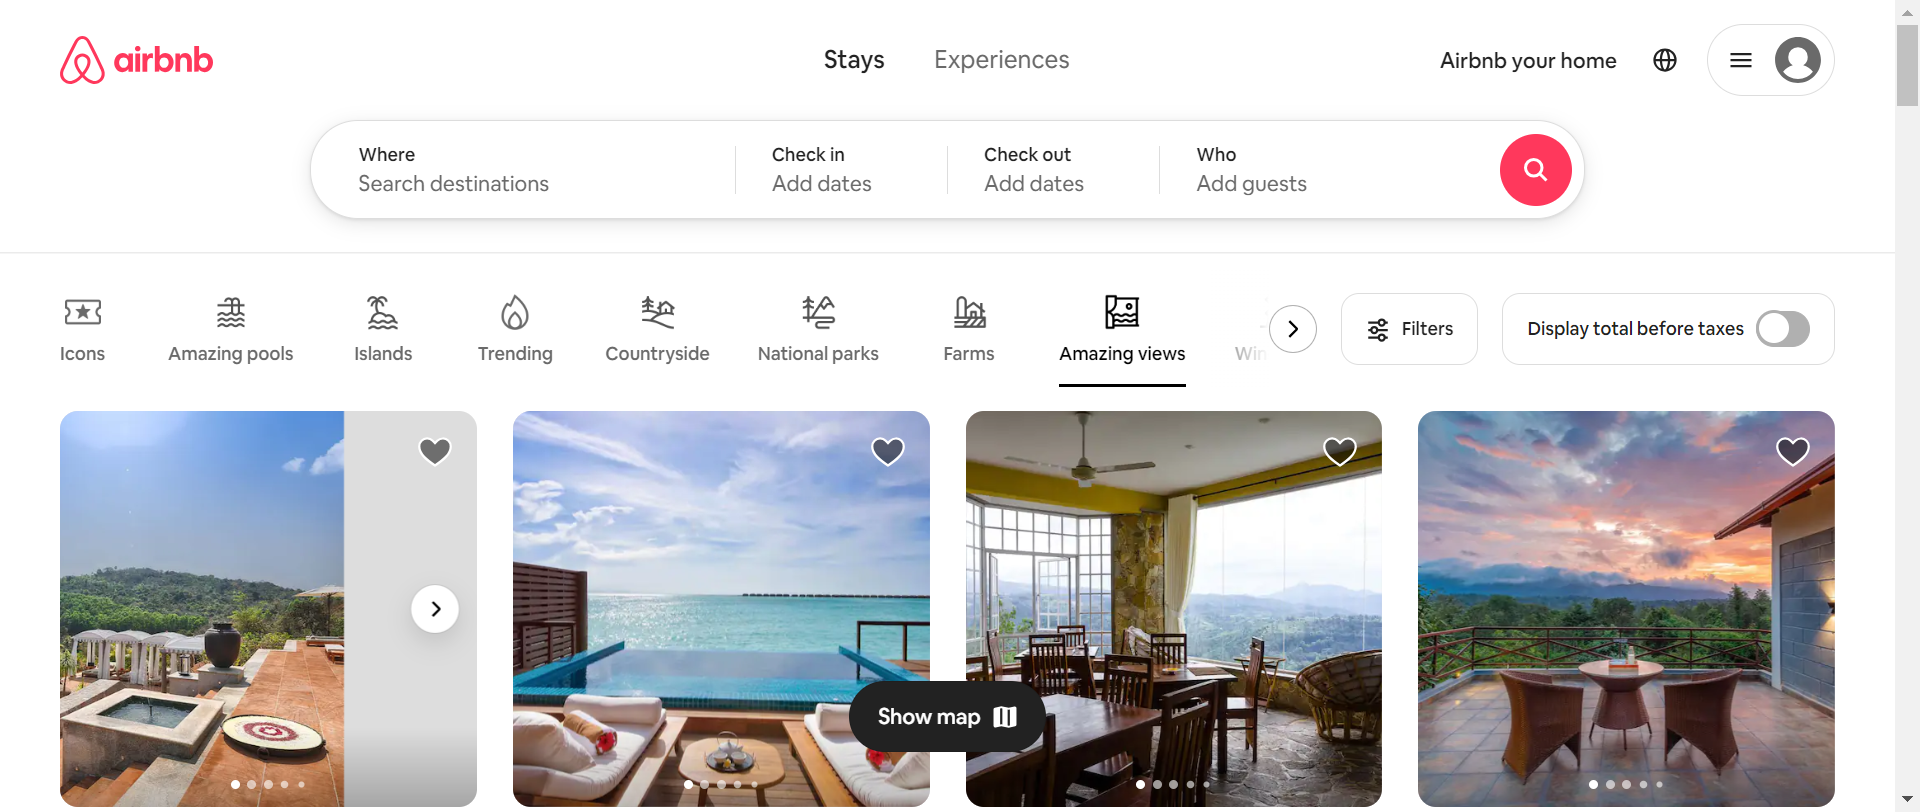 airbnb
Stays
Experiences
Airbnb your home
Where
Search destinations
Check in
Add dates
Check out
Add dates
Who
Add guests
Icons
Amazing pools
Islands
Trending
Countryside
National parks
Farms
Amazing views
Win
Filters
Display total before taxes
Show map